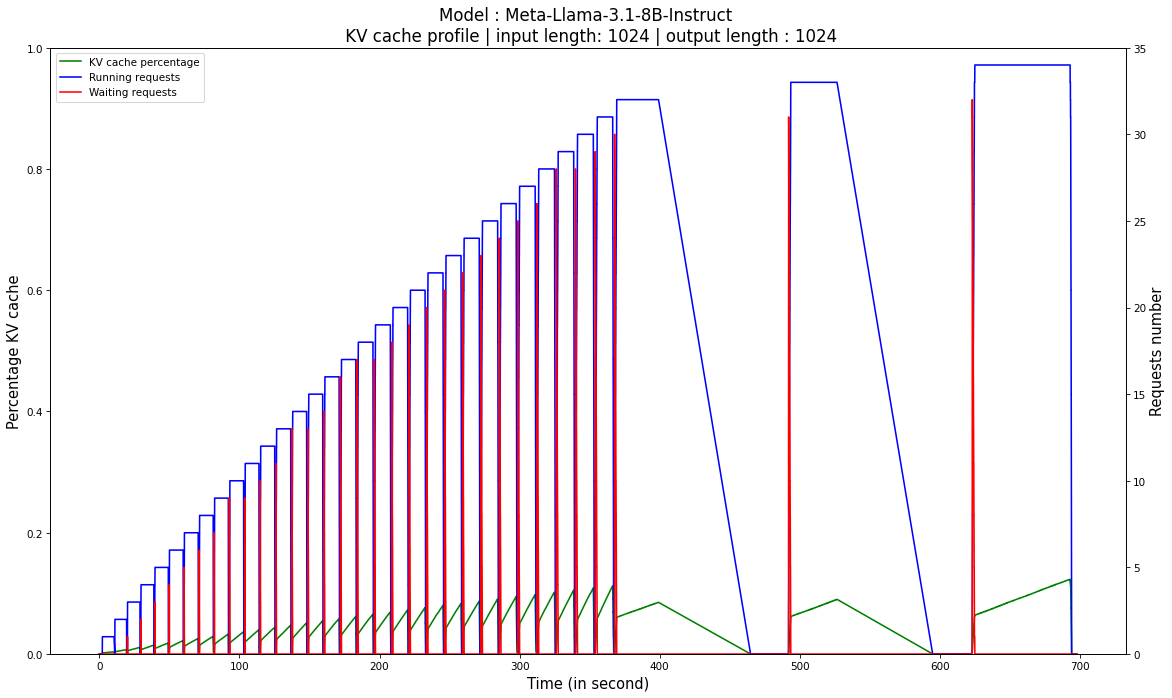 Model : Meta-Llama-3.1-8B-Instruct
KV cache profile | input length: 1024 | output length : 1024
KV cache percentage
Running requests
Waiting requests
1.0
0.8
0.6
0.4
0.2
0.0
Percentage KV cache
35
30
25
20
15
10
5
0
Requests number
0 100 200 300 400 500 600 700
Time (in second)